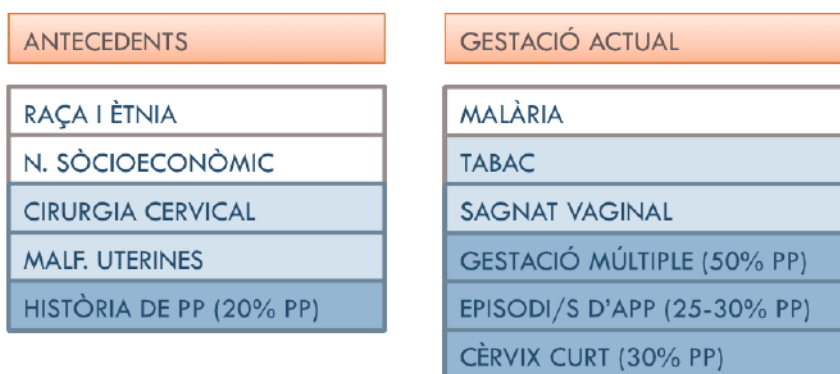 ANTECEDENTS
RAÇA I ÈTNIA
N. SÒCIOECONÒMIC
CIRURGIA CERVICAL
MALF. UTERINES
HISTÒRIA DE PP (20% PP)
GESTACIÓ ACTUAL
MALÀRIA
TABAC
SAGNAT VAGINAL
GESTACIÓ MÚLTIPLE (50% PP)
EPISODI/S D'APP (25-30% PP)
CÈRVIX CURT (30% PP)